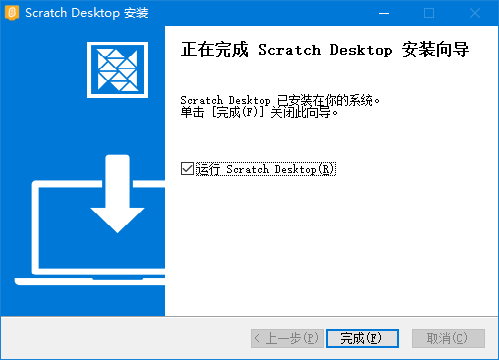 Scratch Desktop 安装
正在完成 Scratch Desktop 安装向导
Scratch Desktop 已安装在你的系统。
单击 [完成(F)] 关闭此向导。
运行 Scratch Desktop(R)
< 上一步(P)
完成(F)
取消(C)